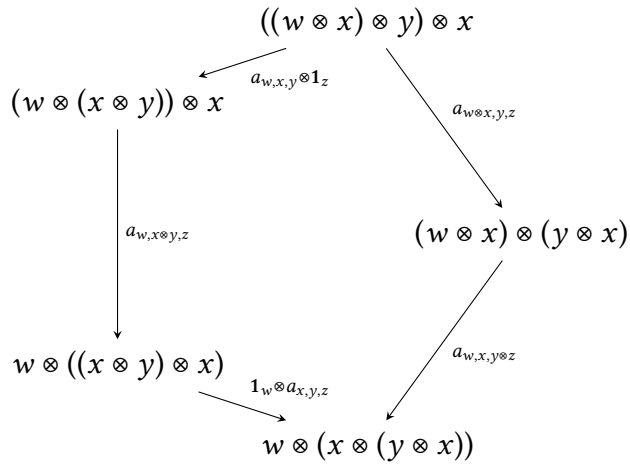 ((w ⊗ x) ⊗ y) ⊗ x
a_{w,x,y}⊗1_z
(w ⊗ (x ⊗ y)) ⊗ x
a_{w⊗x,y,z}
a_{w,x⊗y,z}
(w ⊗ x) ⊗ (y ⊗ x)
a_{w,x,y⊗z}
w ⊗ ((x ⊗ y) ⊗ x)
1_w⊗a_{x,y,z}
w ⊗ (x ⊗ (y ⊗ x))